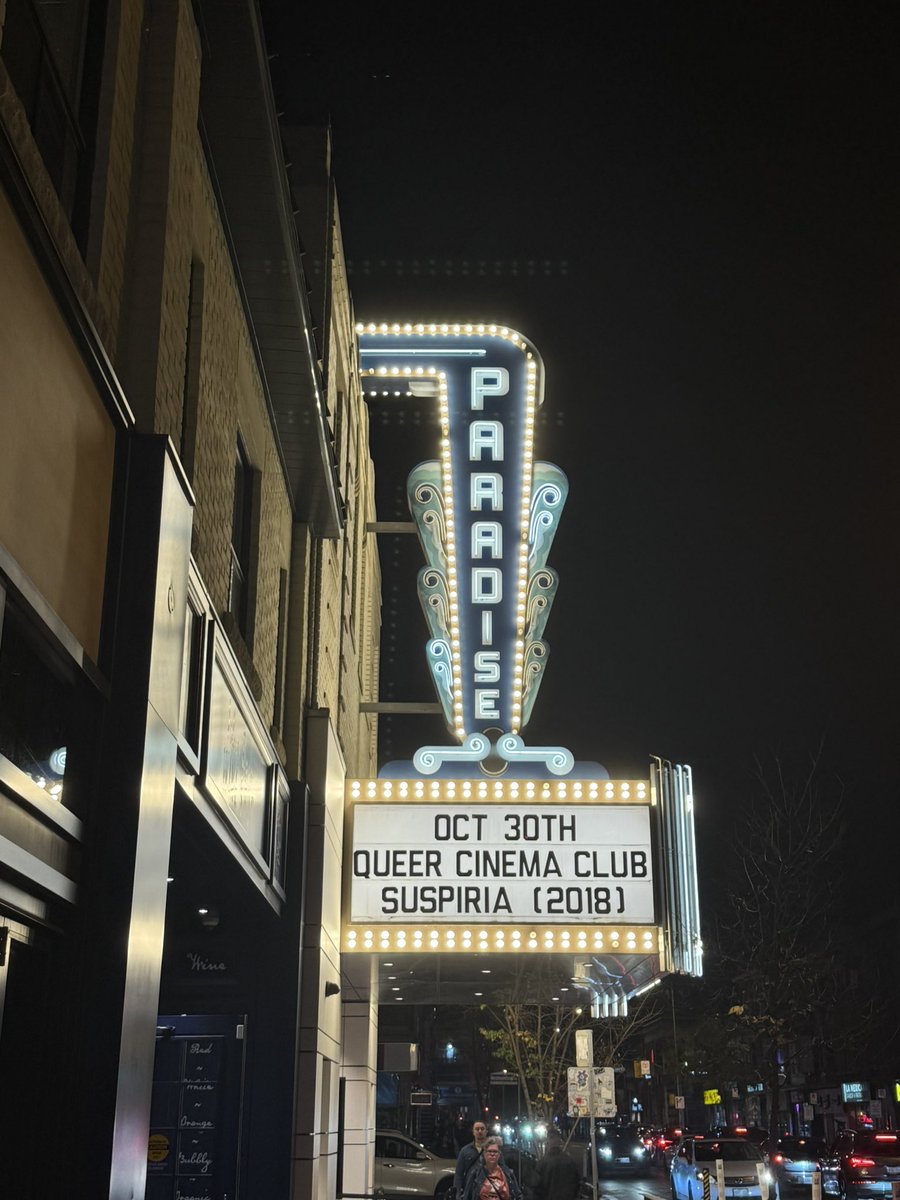 PARADISE
OCT 30TH
QUEER CINEMA CLUB
SUSPIRIA (2018)
Wine
Red
~
~
Orange
~
Bubbly
~